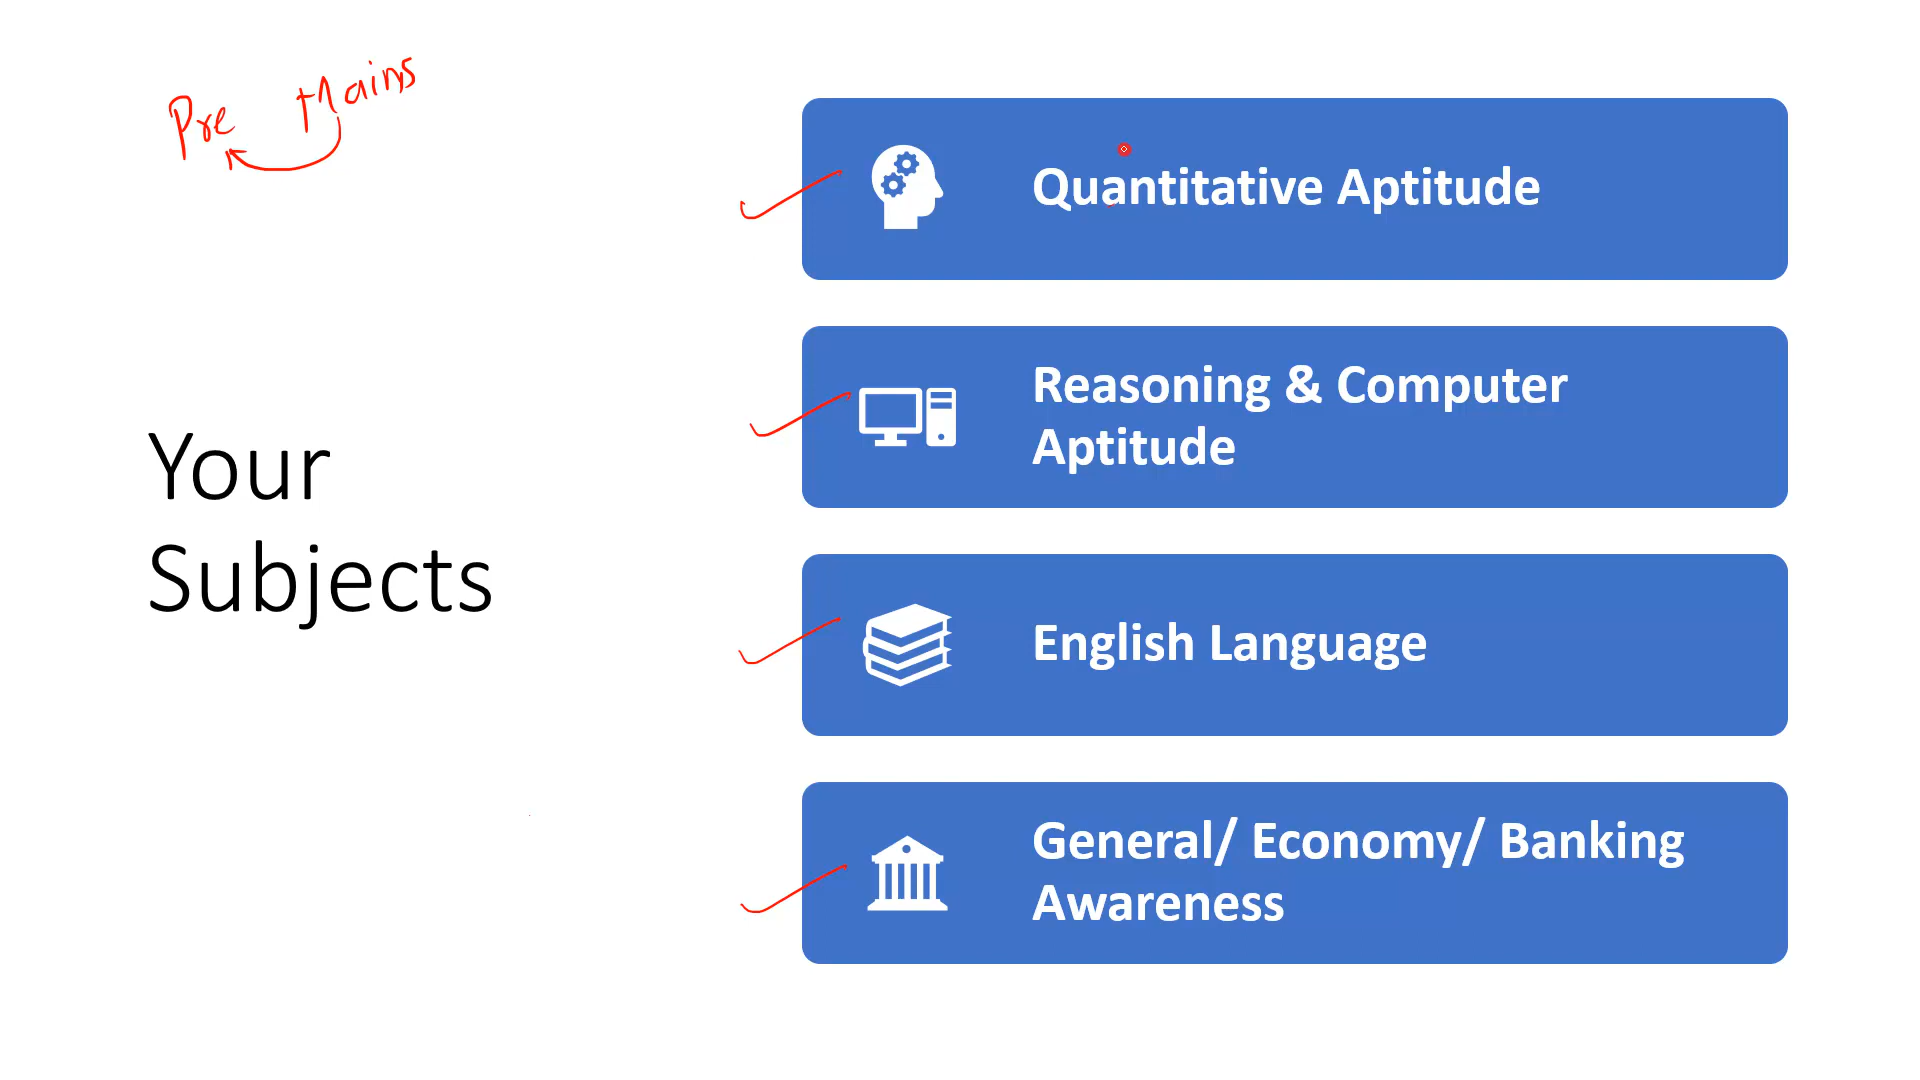 Pre Mains
Your
Subjects
Quantitative Aptitude
Reasoning & Computer
Aptitude
English Language
General/ Economy/ Banking
Awareness